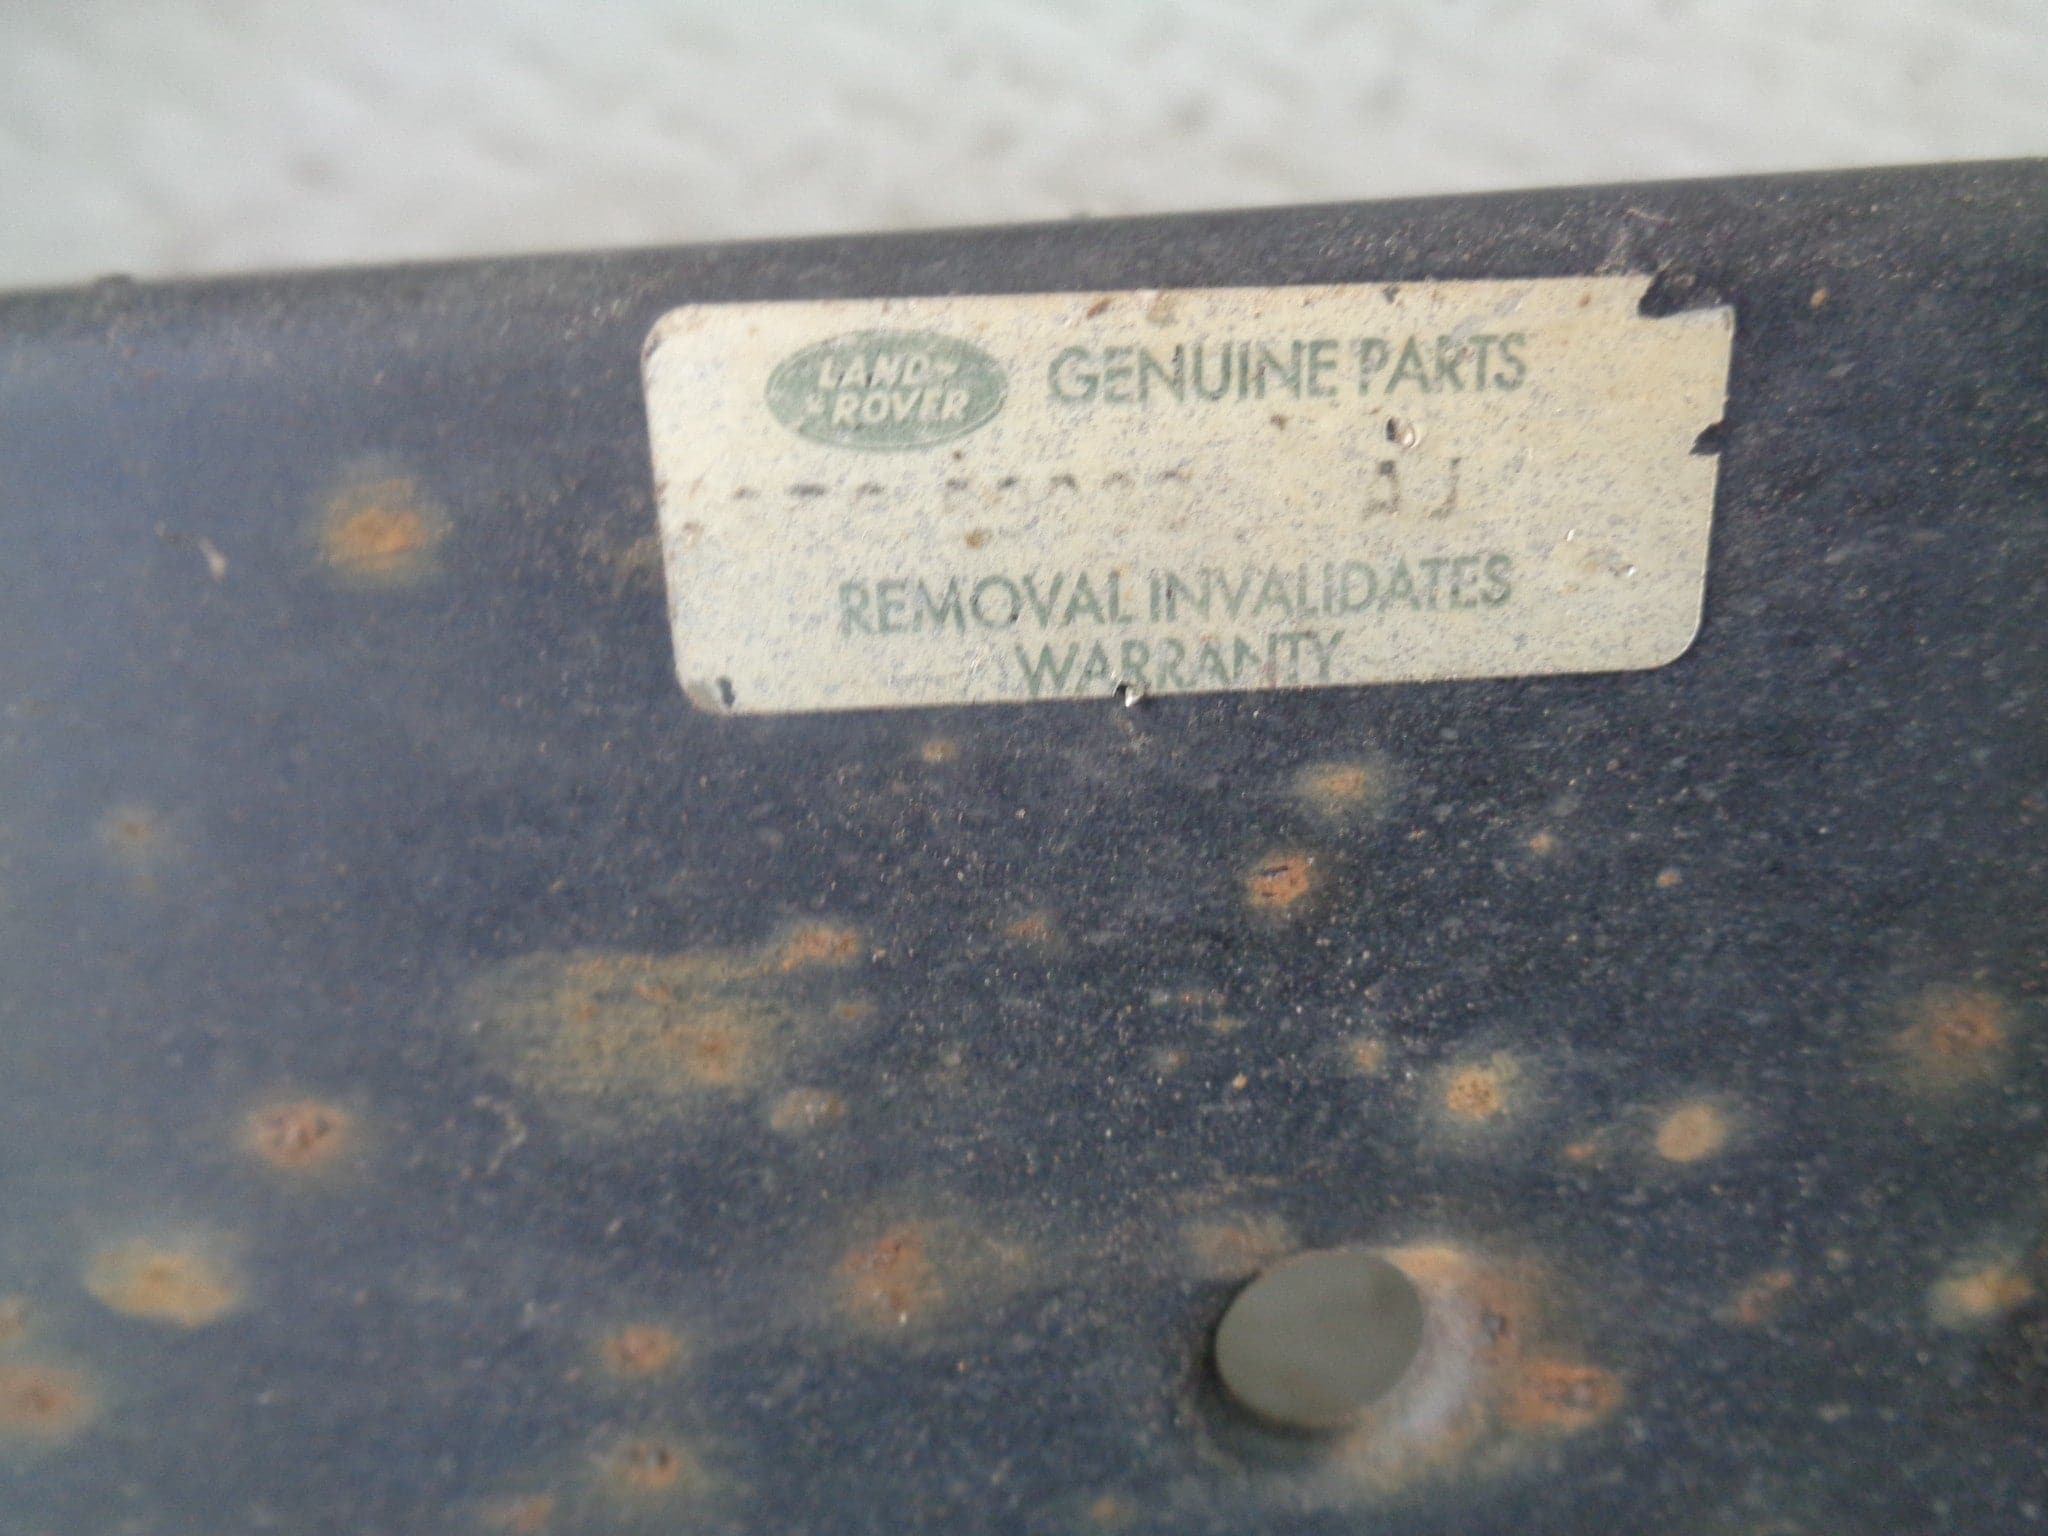 LAND-
ROVER
GENUINE PARTS
REMOVAL INVALIDATES
WARRANTY